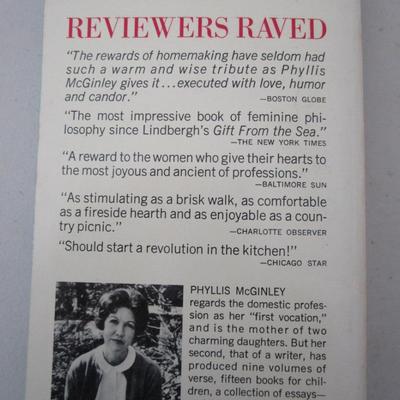 REVIEWERS RAVED
“The rewards of homemaking have seldom had
such a warm and wise tribute as Phyllis
McGinley gives it...executed with love, humor
and candor.”
—BOSTON GLOBE
“The most impressive book of feminine phi-
losophy since Lindbergh's Gift From the Sea.”
—THE NEW YORK TIMES
“A reward to the women who give their hearts to
the most joyous and ancient of professions.”
—BALTIMORE SUN
“As stimulating as a brisk walk, as comfortable
as a fireside hearth and as enjoyable as a coun-
try picnic.”
—CHARLOTTE OBSERVER
“Should start a revolution in the kitchen!”
—CHICAGO STAR
PHYLLIS McGINLEY
regards the domestic profes-
sion as her “first vocation,”
and is the mother of two
charming daughters. But her
second, that of a writer, has
produced nine volumes of
verse, fifteen books for chil-
dren, a collection of essays—